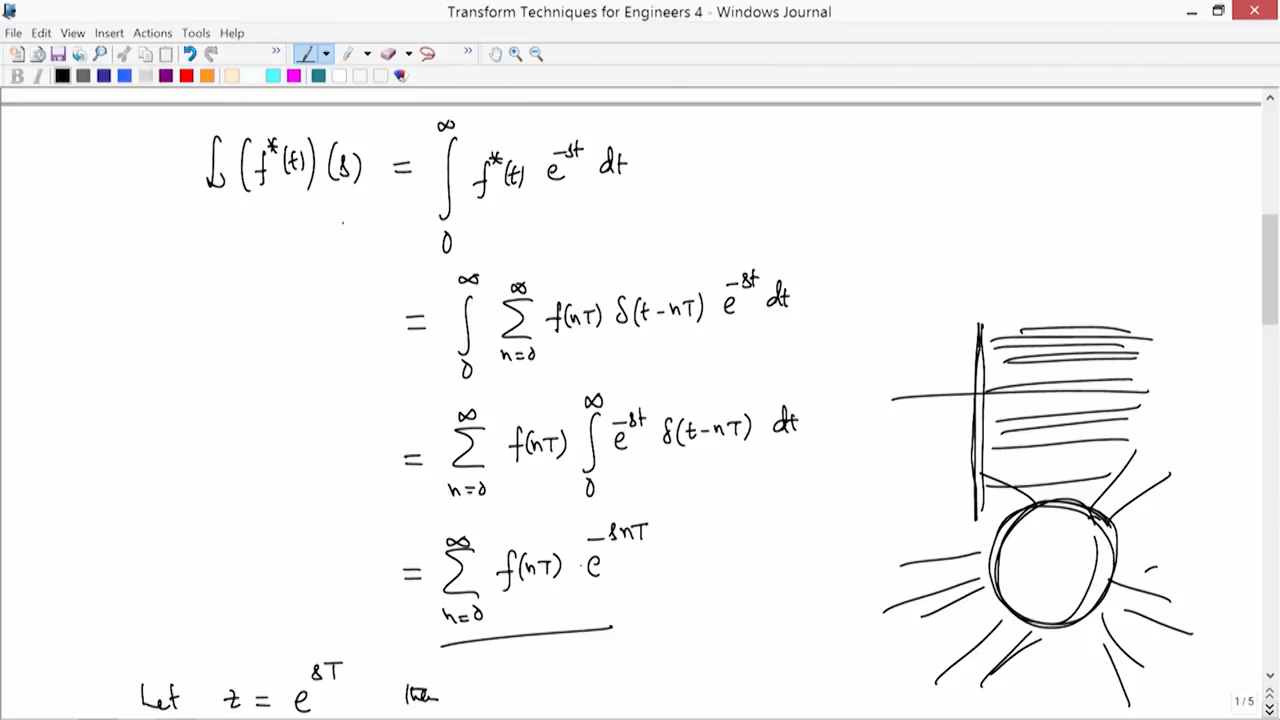 Transform Techniques for Engineers 4 - Windows Journal
File Edit View Insert Actions Tools Help
B I
∞
L (f*(t)) (s) = ∫₀^∞ f*(t) e^{-st} dt
= ∫₀^∞ Σ_{n=0}^∞ f(nT) δ(t-nT) e^{-st} dt
= Σ_{n=0}^∞ f(nT) ∫₀^∞ e^{-st} δ(t-nT) dt
= Σ_{n=0}^∞ f(nT) · e^{-snT}
Let z = e^{sT} then
1/5